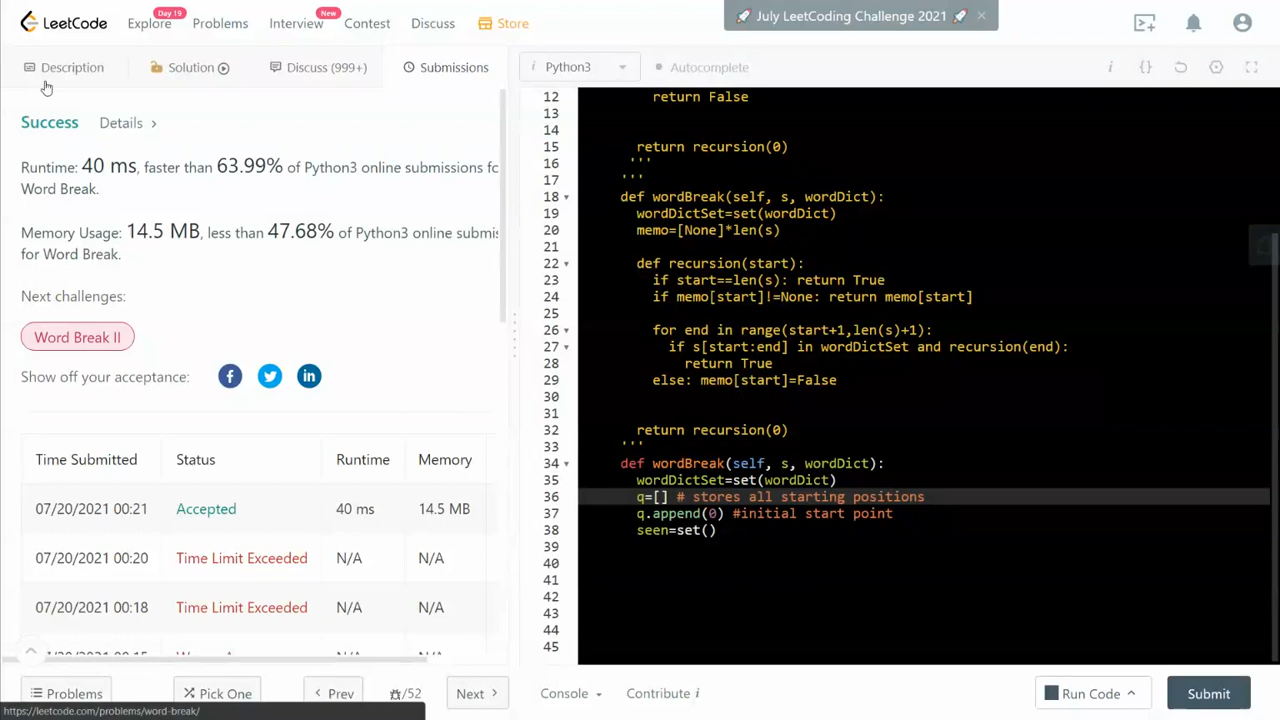 LeetCode
Explore
Day 19
Problems
Interview
New
Contest
Discuss
Store
🚀 July LeetCoding Challenge 2021 🚀 ×
Description
Solution
Discuss (999+)
Submissions
i Python3
Autocomplete
Success
Details >
Runtime: 40 ms, faster than 63.99% of Python3 online submissions fo
Word Break.
Memory Usage: 14.5 MB, less than 47.68% of Python3 online submis
for Word Break.
Next challenges:
Word Break II
Show off your acceptance:
Time Submitted Status Runtime Memory
07/20/2021 00:21 Accepted 40 ms 14.5 MB
07/20/2021 00:20 Time Limit Exceeded N/A N/A
07/20/2021 00:18 Time Limit Exceeded N/A N/A
12 return False
13
14
15 return recursion(0)
16 '''
17 '''
18 def wordBreak(self, s, wordDict):
19 wordDictSet=set(wordDict)
20 memo=[None]*len(s)
21
22 def recursion(start):
23 if start==len(s): return True
24 if memo[start]!=None: return memo[start]
25
26 for end in range(start+1,len(s)+1):
27 if s[start:end] in wordDictSet and recursion(end):
28 return True
29 else: memo[start]=False
30
31
32 return recursion(0)
33 '''
34 def wordBreak(self, s, wordDict):
35 wordDictSet=set(wordDict)
36 q=[] # stores all starting positions
37 q.append(0) #initial start point
38 seen=set()
39
40
41
42
43
44
45
Problems
Pick One
Prev
/52
Next
Console
Contribute i
Run Code
Submit
https://leetcode.com/problems/word-break/